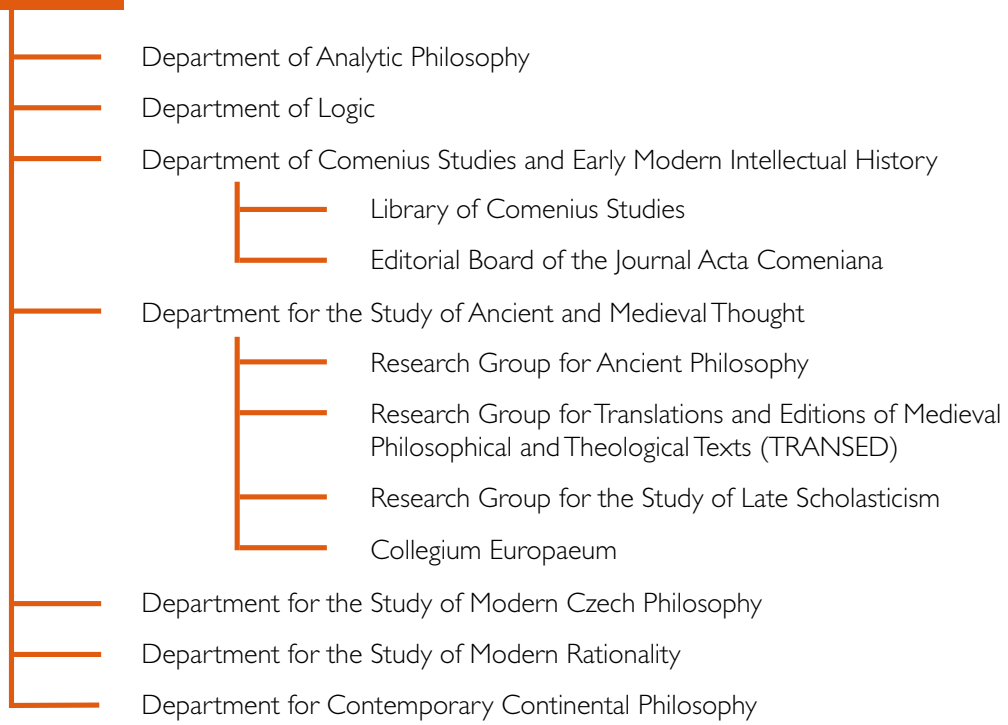 Department of Analytic Philosophy
Department of Logic
Department of Comenius Studies and Early Modern Intellectual History
Library of Comenius Studies
Editorial Board of the Journal Acta Comeniana
Department for the Study of Ancient and Medieval Thought
Research Group for Ancient Philosophy
Research Group for Translations and Editions of Medieval
Philosophical and Theological Texts (TRANSED)
Research Group for the Study of Late Scholasticism
Collegium Europaeum
Department for the Study of Modern Czech Philosophy
Department for the Study of Modern Rationality
Department for Contemporary Continental Philosophy